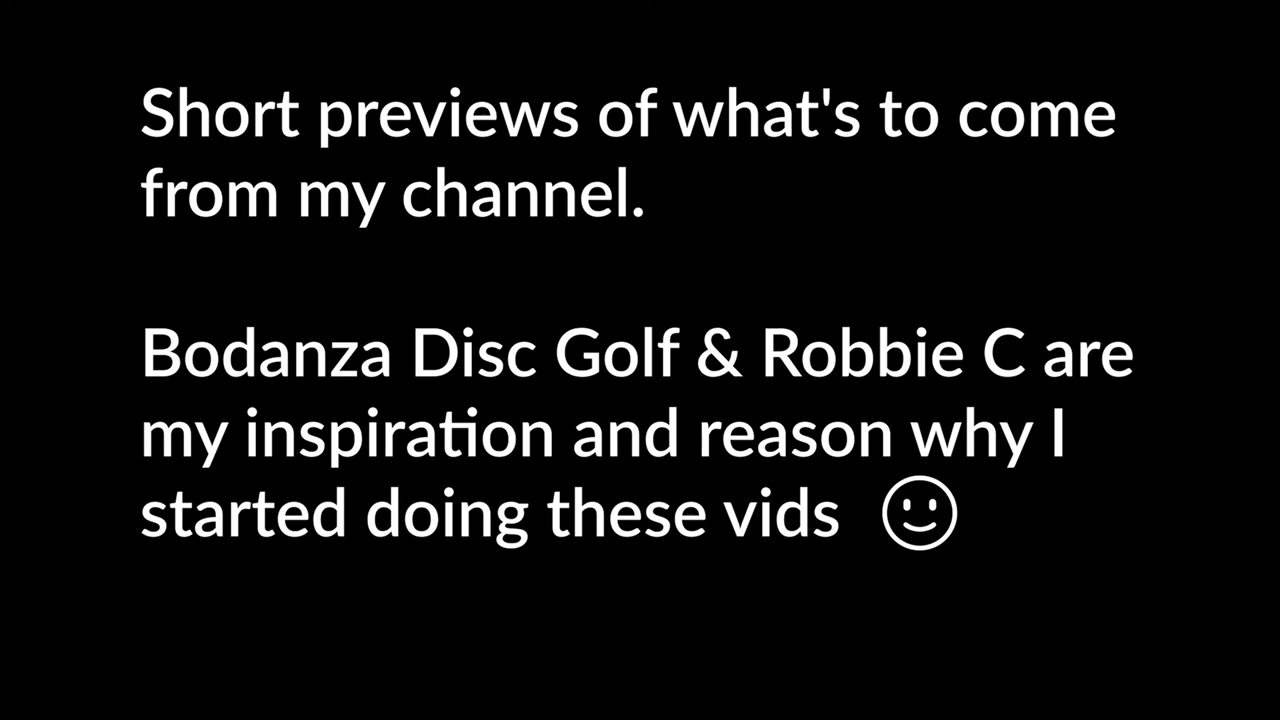 Short previews of what's to come
from my channel.
Bodanza Disc Golf & Robbie C are
my inspiration and reason why I
started doing these vids ☺